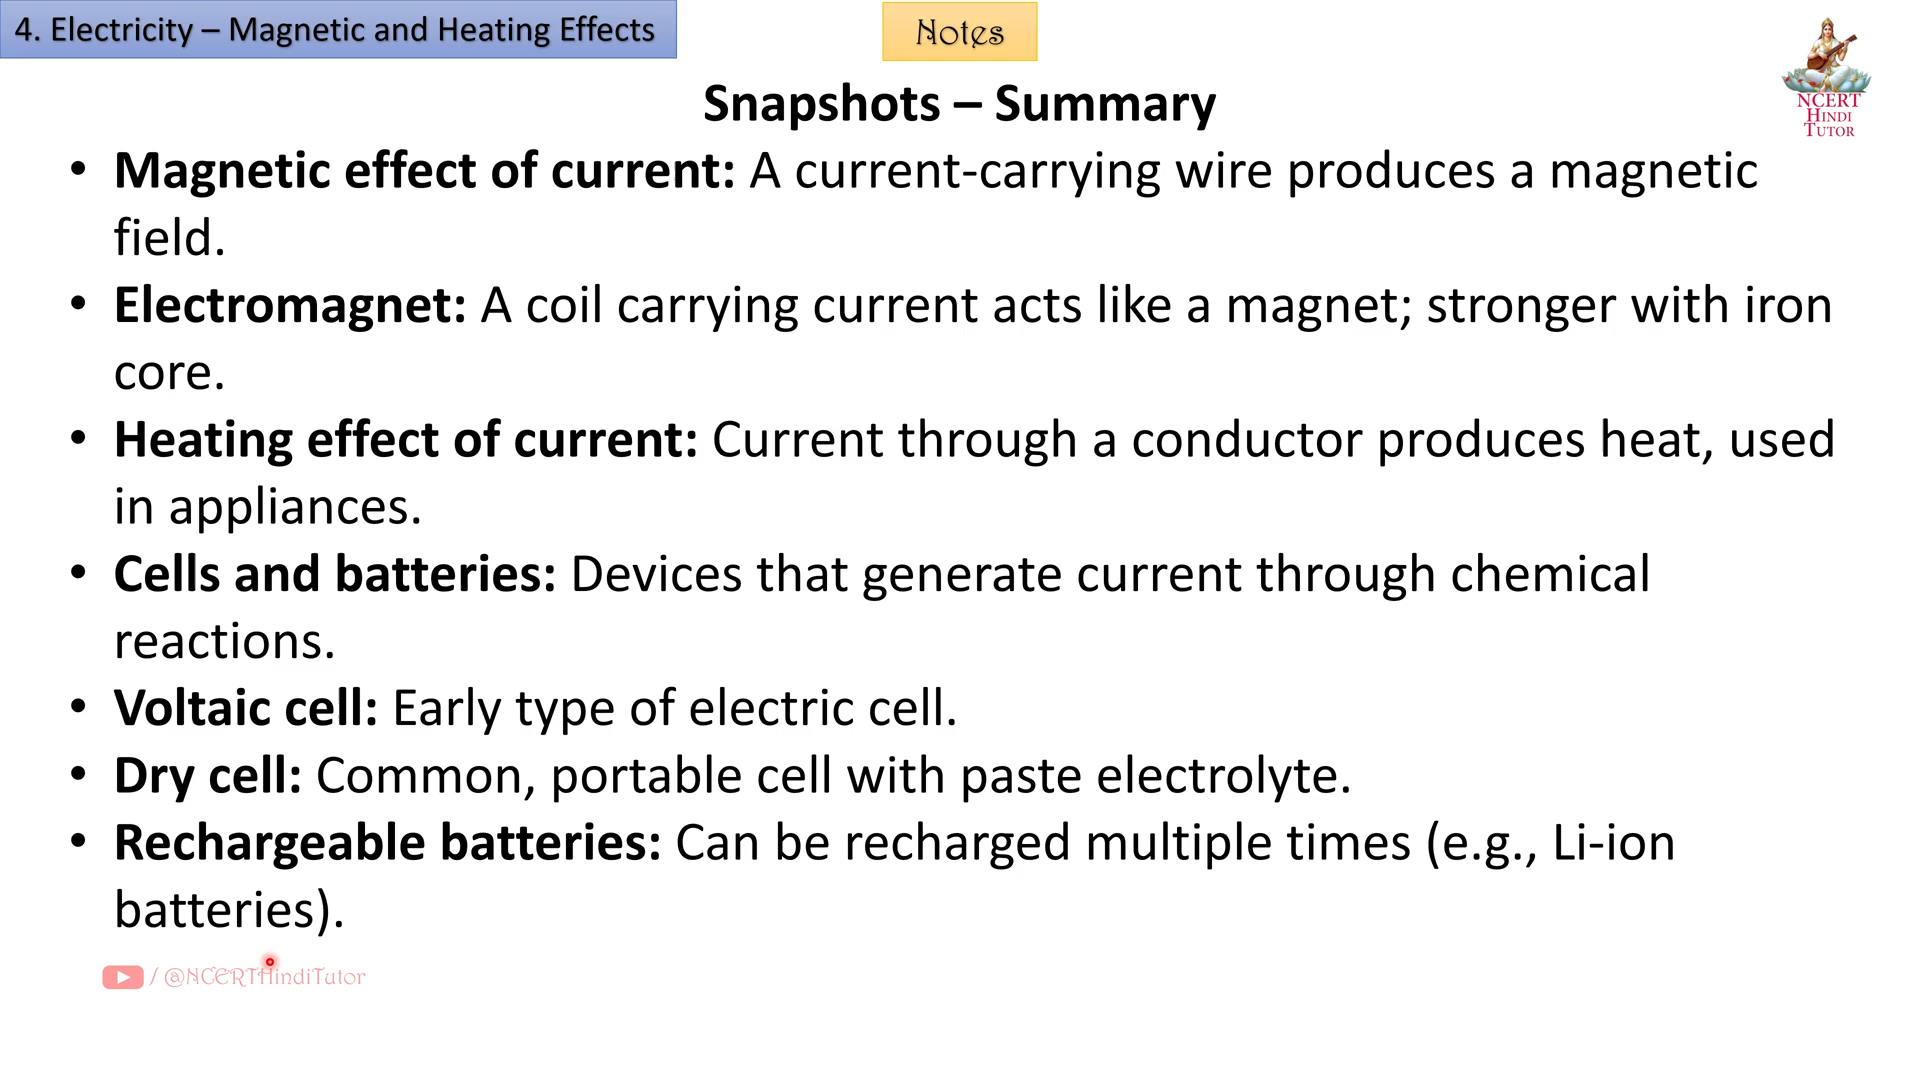 4. Electricity – Magnetic and Heating Effects
Notes
NCERT
HINDI
TUTOR
Snapshots – Summary
• Magnetic effect of current: A current-carrying wire produces a magnetic
field.
• Electromagnet: A coil carrying current acts like a magnet; stronger with iron
core.
• Heating effect of current: Current through a conductor produces heat, used
in appliances.
• Cells and batteries: Devices that generate current through chemical
reactions.
• Voltaic cell: Early type of electric cell.
• Dry cell: Common, portable cell with paste electrolyte.
• Rechargeable batteries: Can be recharged multiple times (e.g., Li-ion
batteries).
/ @NCERTHindiTutor